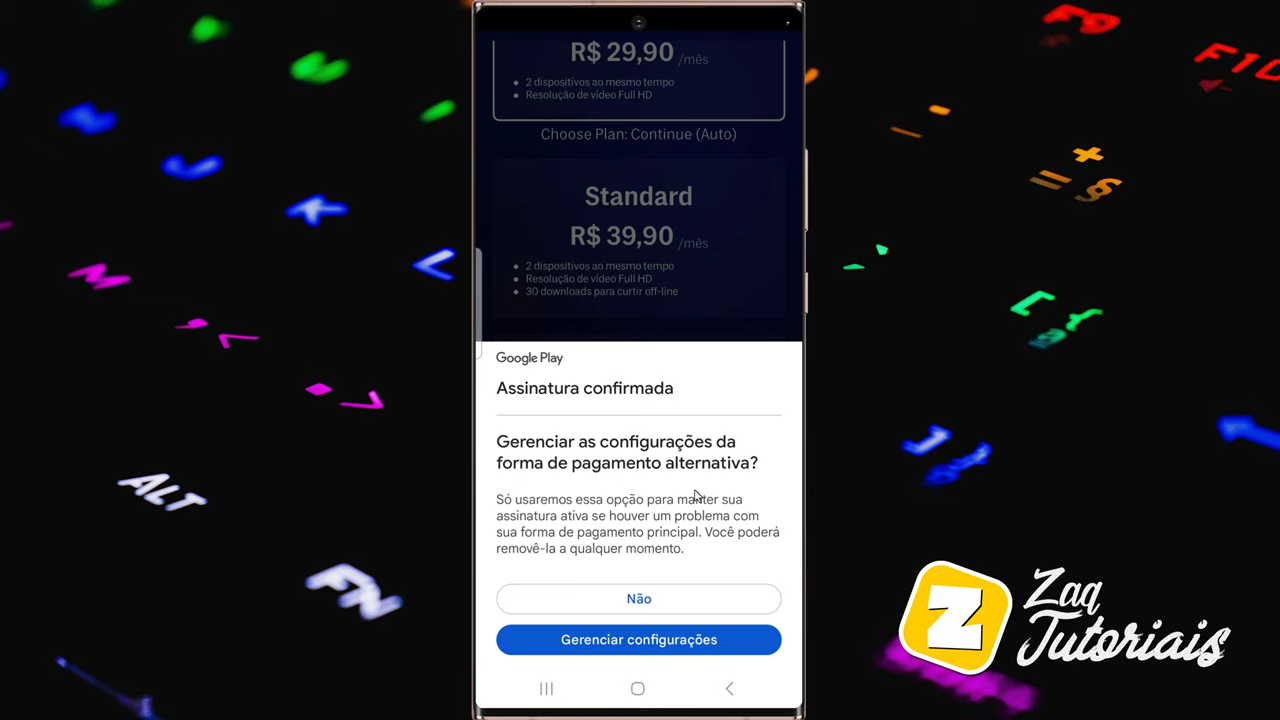 R$ 29,90 /mês
• 2 dispositivos ao mesmo tempo
• Resolução de vídeo Full HD
Choose Plan: Continue (Auto)
Standard
R$ 39,90 /mês
• 2 dispositivos ao mesmo tempo
• Resolução de vídeo Full HD
• 30 downloads para curtir off-line
Google Play
Assinatura confirmada
Gerenciar as configurações da
forma de pagamento alternativa?
Só usaremos essa opção para manter sua
assinatura ativa se houver um problema com
sua forma de pagamento principal. Você poderá
removê-la a qualquer momento.
Não
Gerenciar configurações
M
K
L
ALT
FN
F9
F10
+
= §
[ {
] }
Z
Zaq
Tutoriais